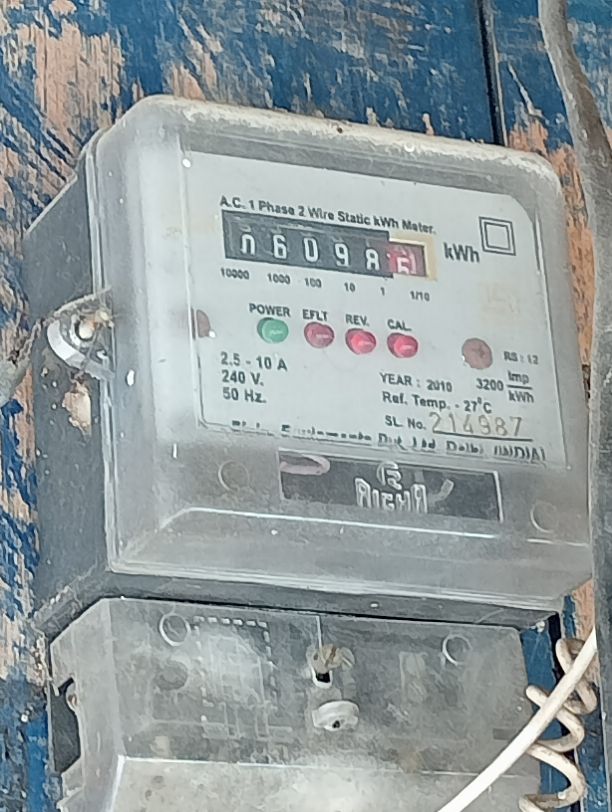 A.C. 1 Phase 2 Wire Static kWh Meter.
060985 kWh
10000 1000 100 10 1 1/10
POWER EFLT REV. CAL.
2.5 - 10 A
240 V.
50 Hz.
RS : 12
YEAR : 2010 3200 Imp/kWh
Ref. Temp. - 27°C
SL. No. 214987
Pvt. Ltd. Delhi (INDIA)